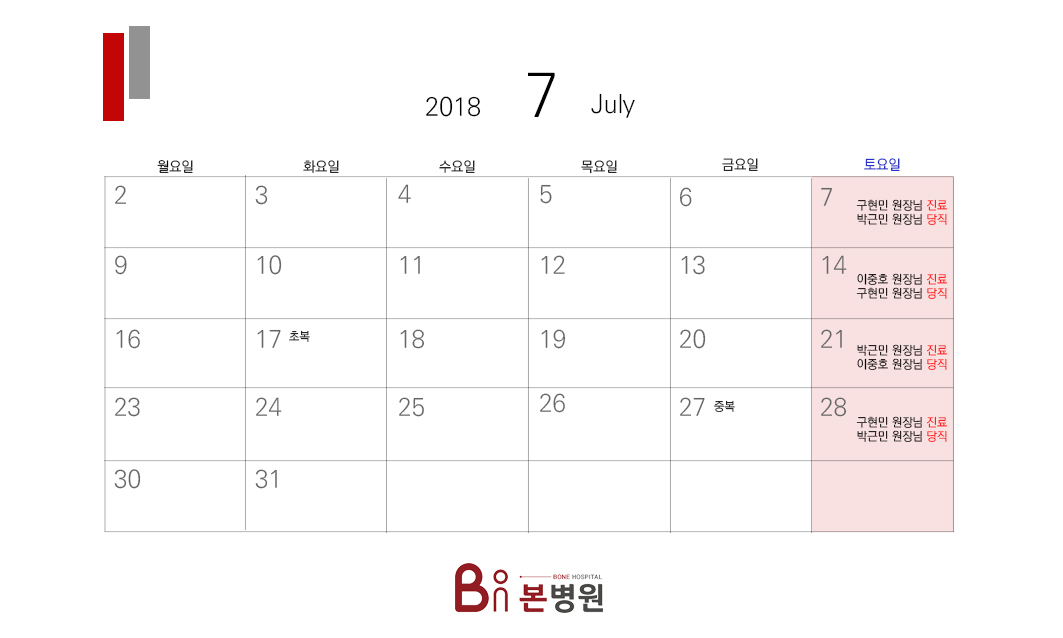 2018 7 July
월요일 화요일 수요일 목요일 금요일 토요일
2 3 4 5 6 7
구현민 원장님 진료
박근민 원장님 당직
9 10 11 12 13 14
이중호 원장님 진료
구현민 원장님 당직
16 17 초복 18 19 20 21
박근민 원장님 진료
이중호 원장님 당직
23 24 25 26 27 중복 28
구현민 원장님 진료
박근민 원장님 당직
30 31
Bon BONE HOSPITAL
본병원